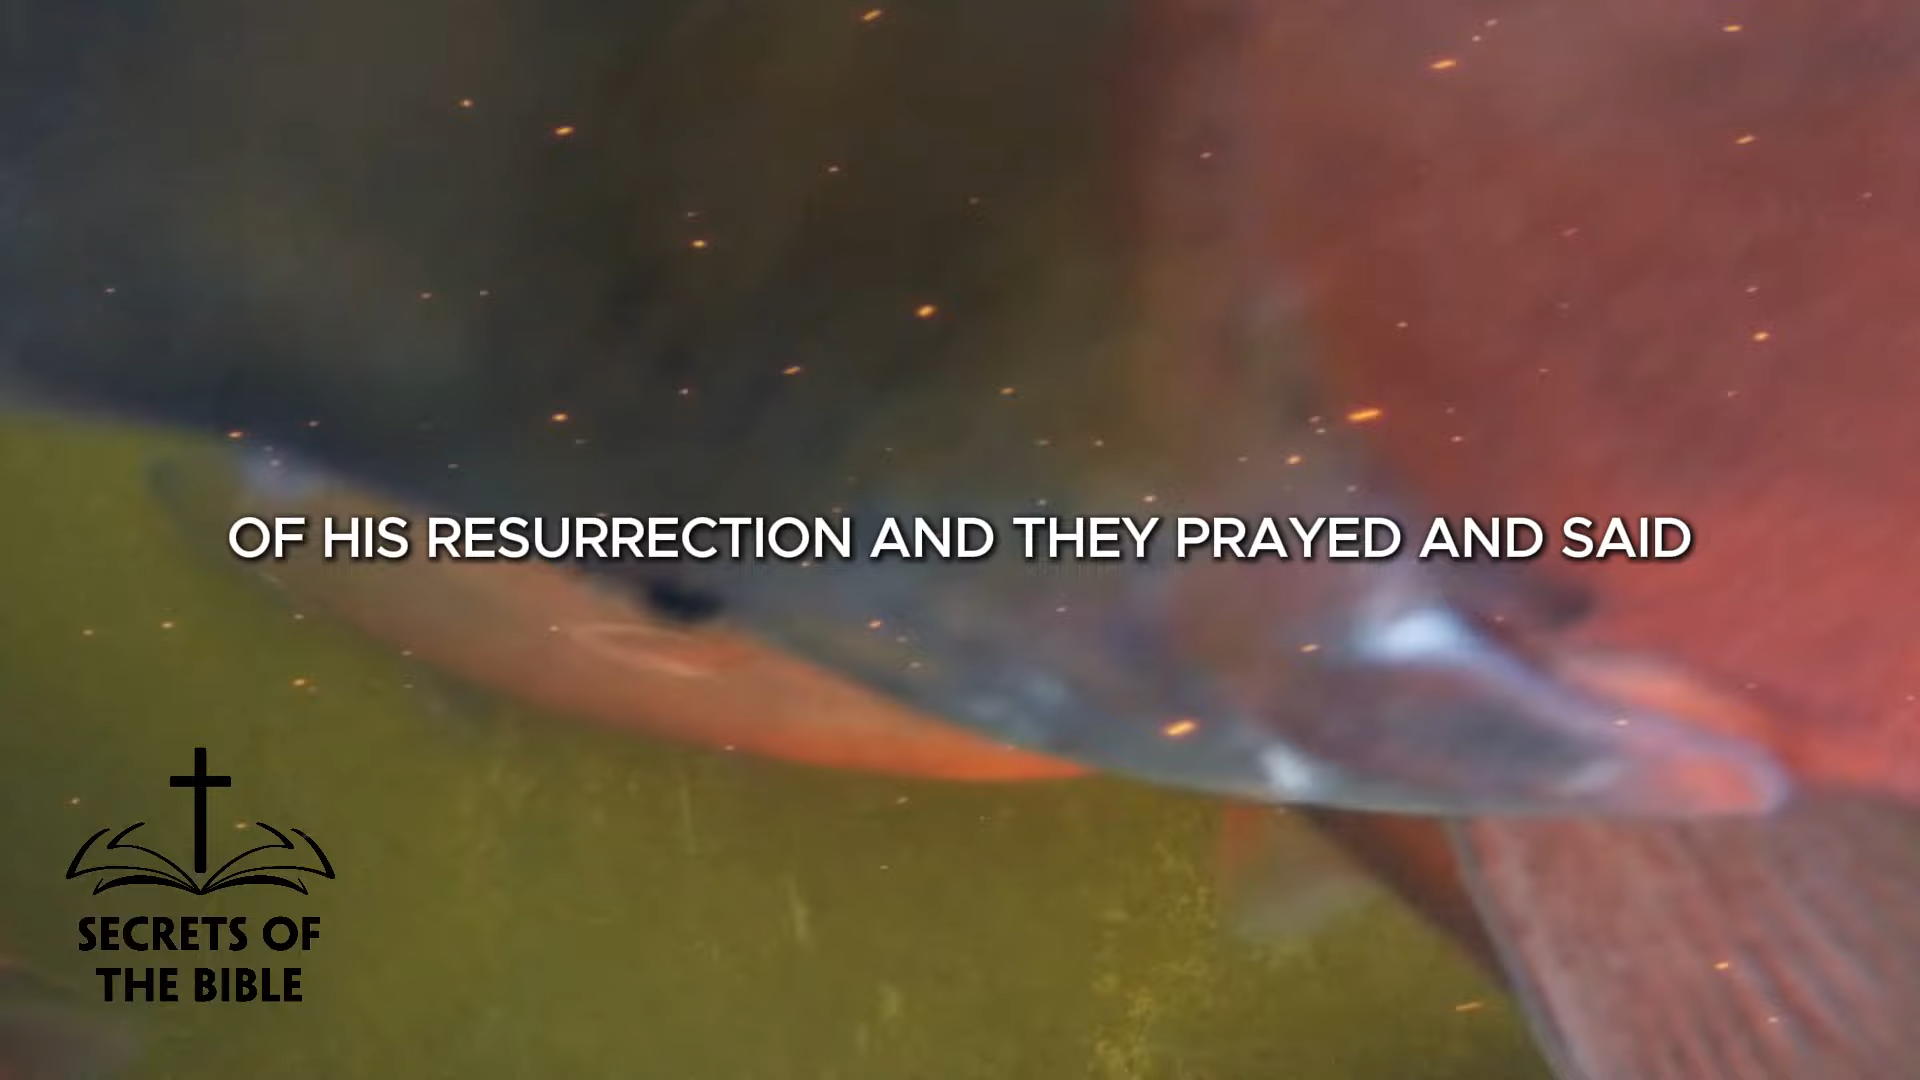 OF HIS RESURRECTION AND THEY PRAYED AND SAID
SECRETS OF
THE BIBLE